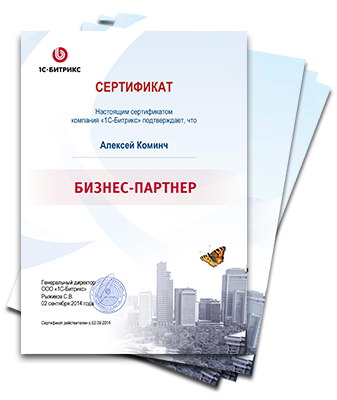 1С-БИТРИКС
СЕРТИФИКАТ
Настоящим сертификатом
компания «1С-Битрикс» подтверждает, что
Алексей Коминч
БИЗНЕС-ПАРТНЕР
Генеральный директор
ООО «1С-Битрикс»
Рыжиков С.В.
02 сентября 2014 года
Сертификат действителен с 02.09.2014